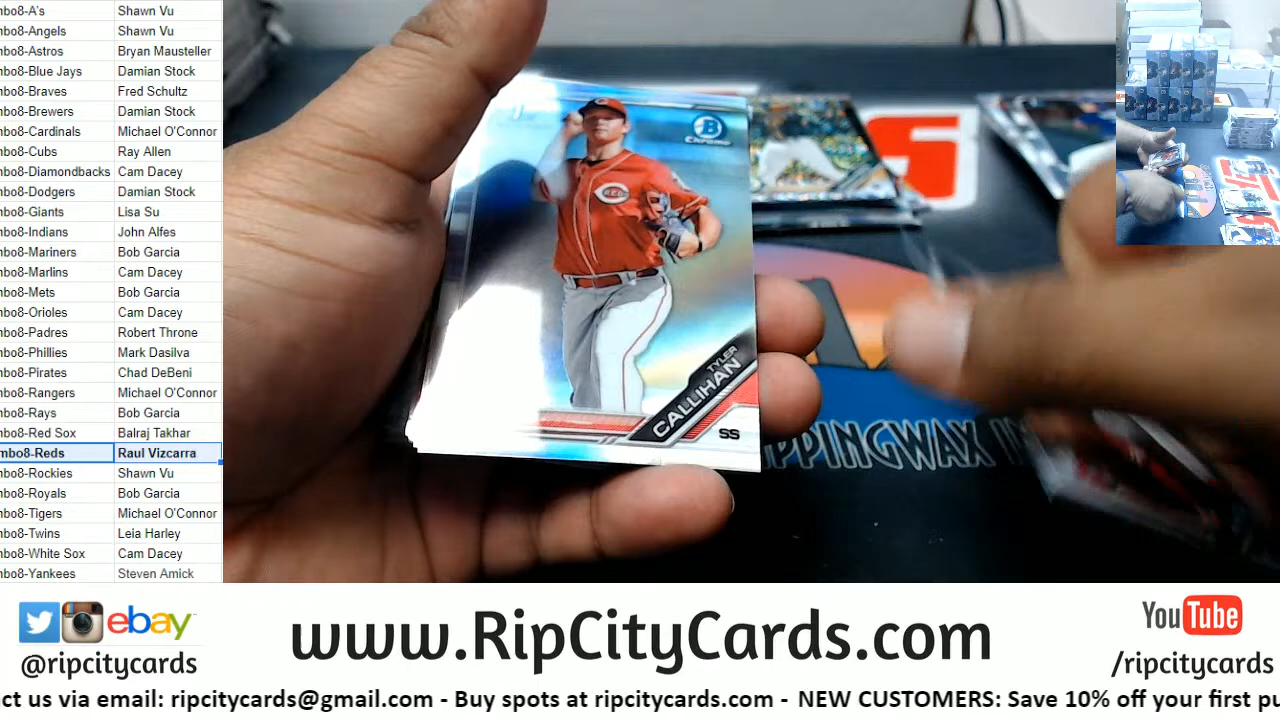 mbo8-A's Shawn Vu
mbo8-Angels Shawn Vu
mbo8-Astros Bryan Mausteller
mbo8-Blue Jays Damian Stock
mbo8-Braves Fred Schultz
mbo8-Brewers Damian Stock
mbo8-Cardinals Michael O'Connor
mbo8-Cubs Ray Allen
mbo8-Diamondbacks Cam Dacey
mbo8-Dodgers Damian Stock
mbo8-Giants Lisa Su
mbo8-Indians John Alfes
mbo8-Mariners Bob Garcia
mbo8-Marlins Cam Dacey
mbo8-Mets Bob Garcia
mbo8-Orioles Cam Dacey
mbo8-Padres Robert Throne
mbo8-Phillies Mark Dasilva
mbo8-Pirates Chad DeBeni
mbo8-Rangers Michael O'Connor
mbo8-Rays Bob Garcia
mbo8-Red Sox Balraj Takhar
mbo8-Reds Raul Vizcarra
mbo8-Rockies Shawn Vu
mbo8-Royals Bob Garcia
mbo8-Tigers Michael O'Connor
mbo8-Twins Leia Harley
mbo8-White Sox Cam Dacey
mbo8-Yankees Steven Amick
B
Chrome
REDS
TYLER
CALLIHAN
SS
PPINGWAX
ebay
@ripcitycards
www.RipCityCards.com
YouTube
/ripcitycards
ct us via email: ripcitycards@gmail.com - Buy spots at ripcitycards.com - NEW CUSTOMERS: Save 10% off your first pu